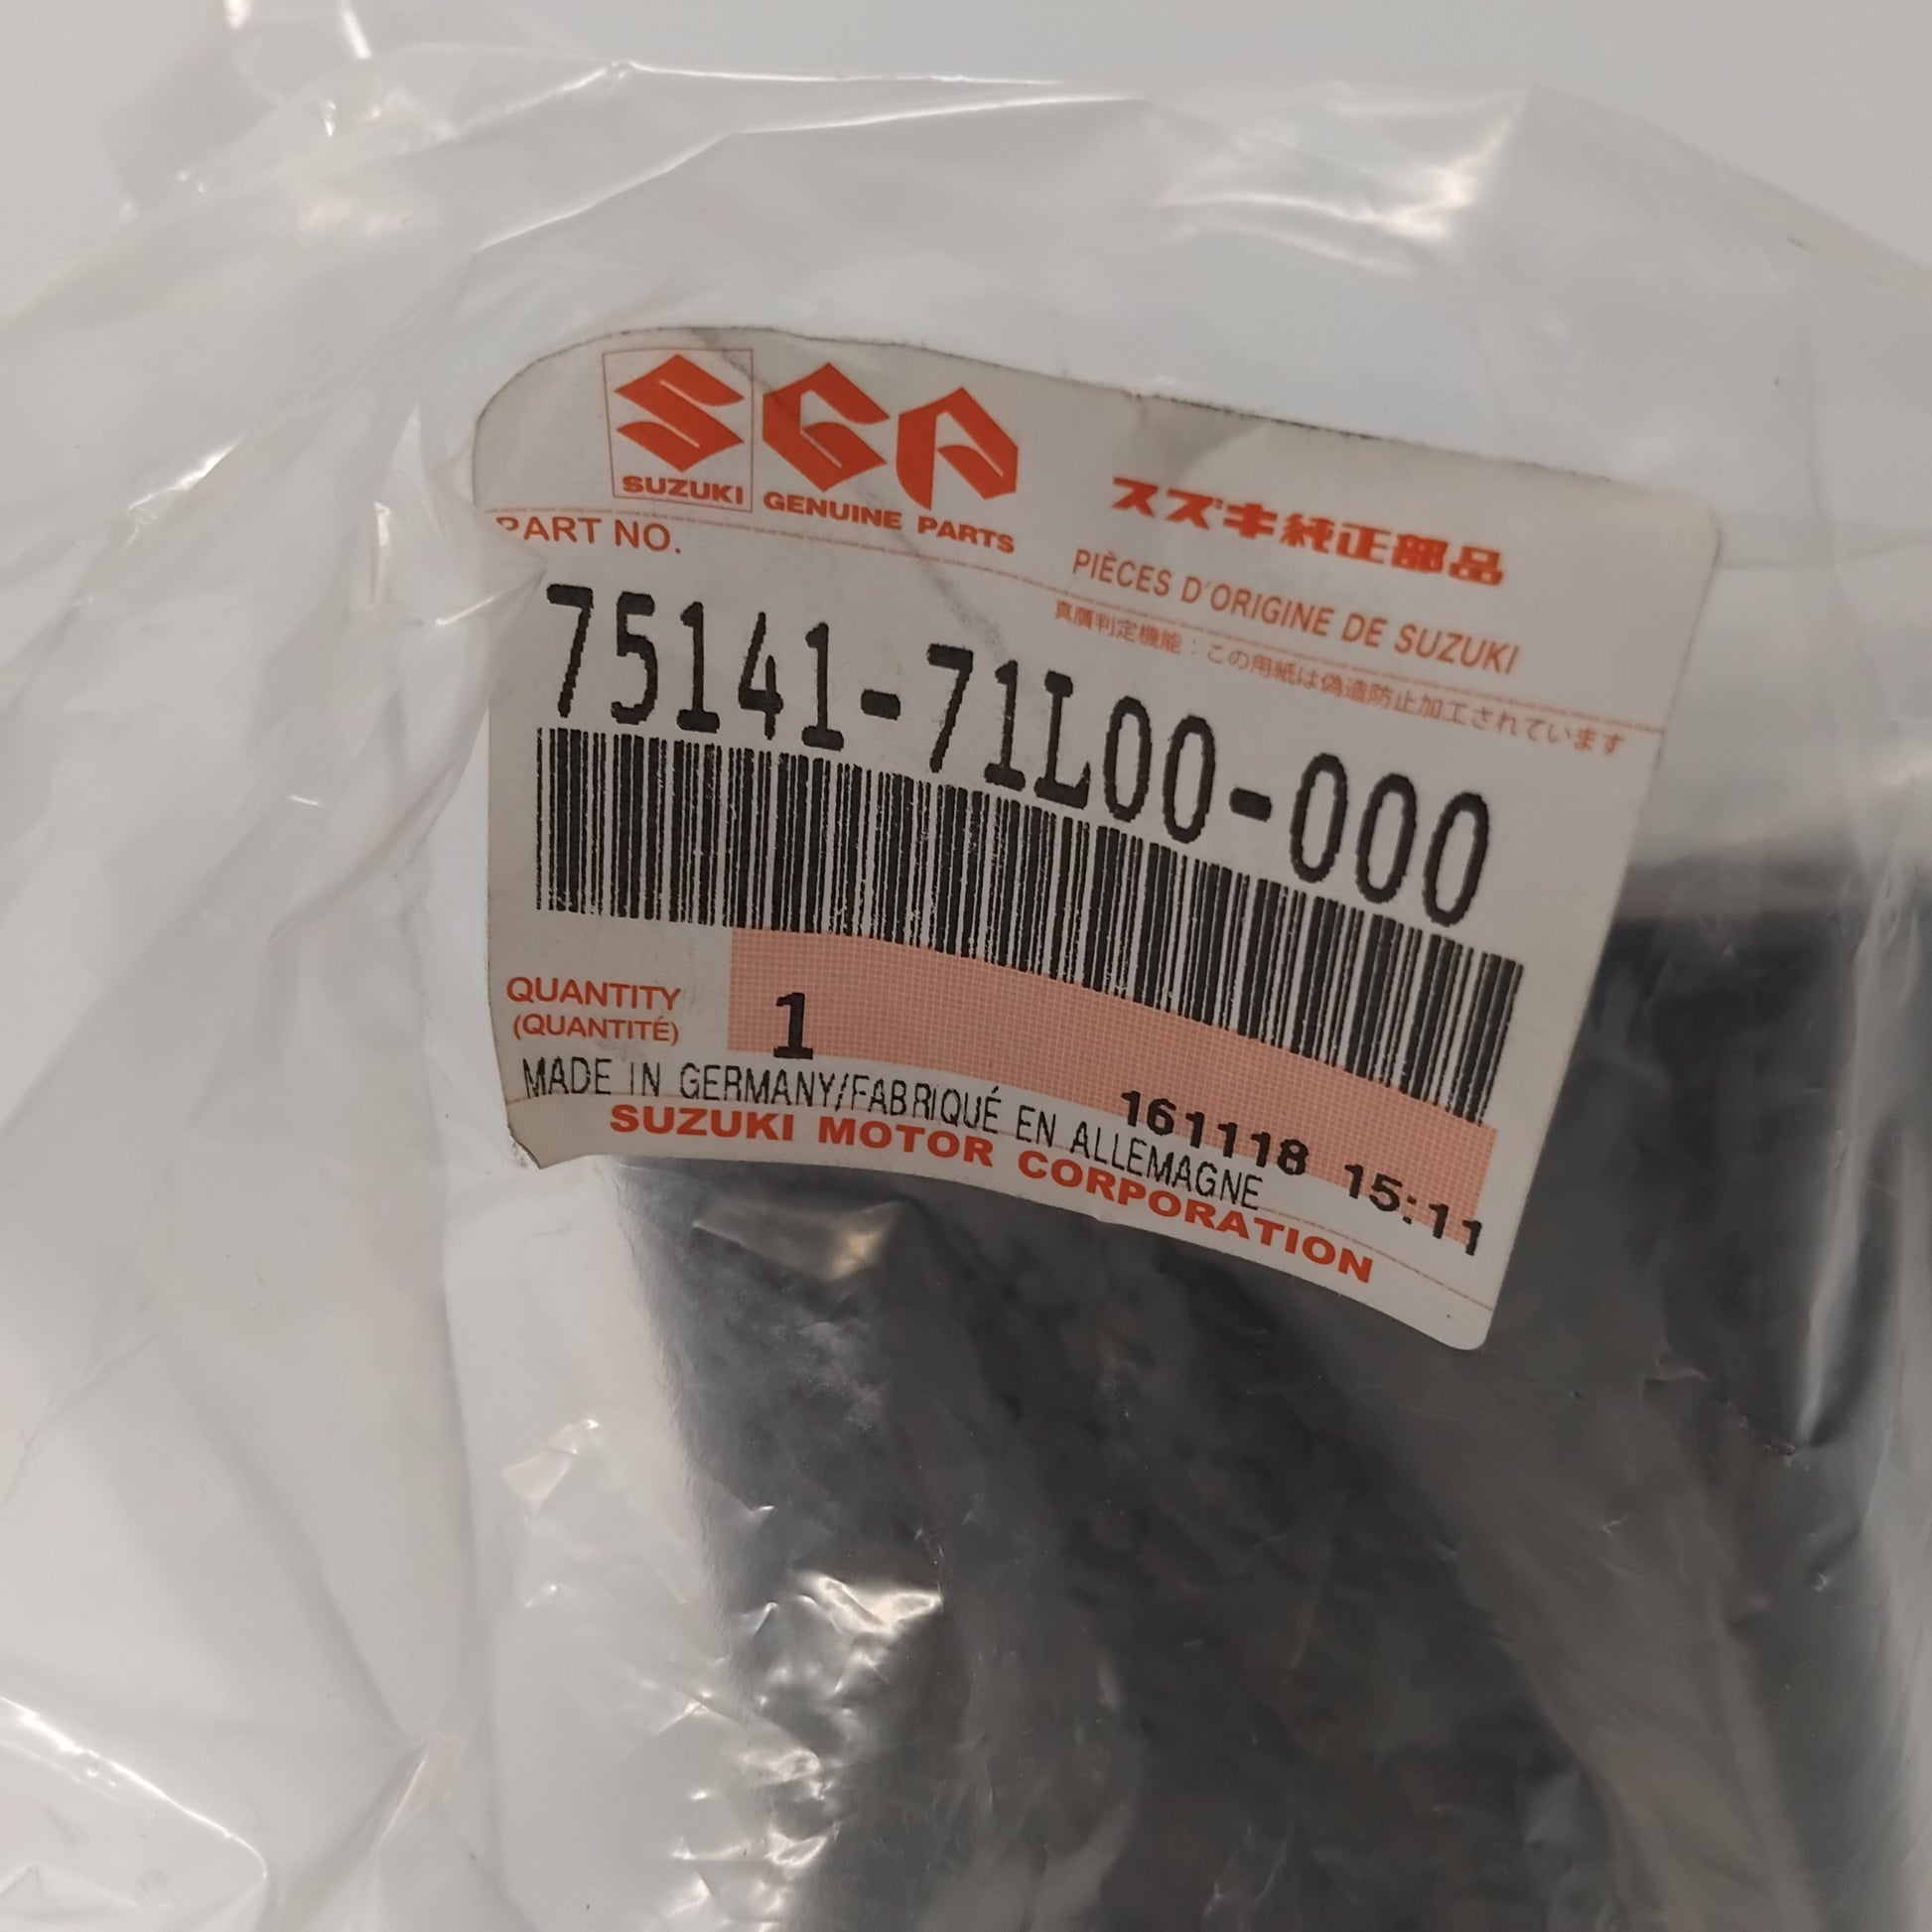 SGP
SUZUKI GENUINE PARTS
スズキ純正部品
PIÈCES D'ORIGINE DE SUZUKI
PART NO.
真贋判定機能：この用紙は偽造防止加工されています
75141-71L00-000
QUANTITY
(QUANTITÉ)
1
161118 15:11
MADE IN GERMANY/FABRIQUÉ EN ALLEMAGNE
SUZUKI MOTOR CORPORATION